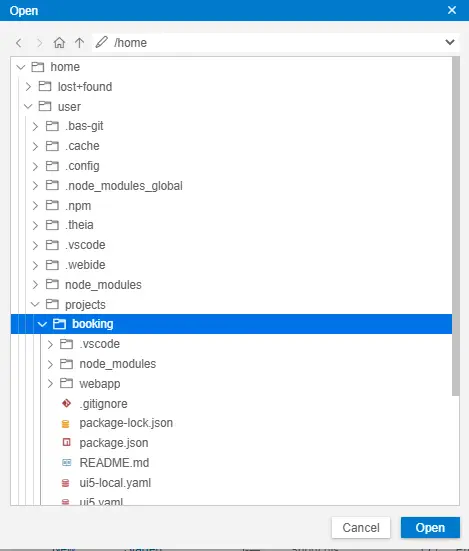 Open
/home
home
lost+found
user
.bas-git
.cache
.config
.node_modules_global
.npm
.theia
.vscode
.webide
node_modules
projects
booking
.vscode
node_modules
webapp
.gitignore
package-lock.json
package.json
README.md
ui5-local.yaml
ui5.yaml
Cancel
Open